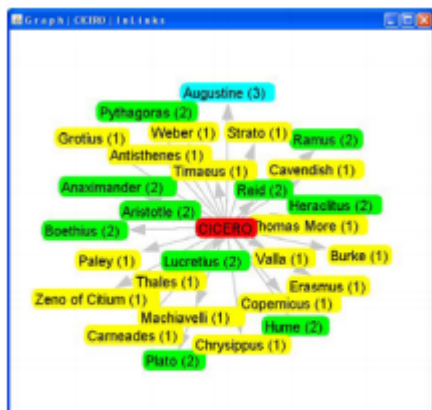 Graph | CICERO | InLinks
Augustine (3)
Pythagoras (2)
Weber (1)
Strato (1)
Grotius (1)
Ramus (2)
Antisthenes (1)
Timaeus (1)
Cavendish (1)
Anaximander (2)
Reid (2)
Heraclitus (2)
Aristotle (2)
Boethius (2)
CICERO
Thomas More (1)
Paley (1)
Lucretius (2)
Valla (1)
Burke (1)
Thales (1)
Erasmus (1)
Zeno of Citium (1)
Copernicus (1)
Machiavelli (1)
Hume (2)
Carneades (1)
Chrysippus (1)
Plato (2)